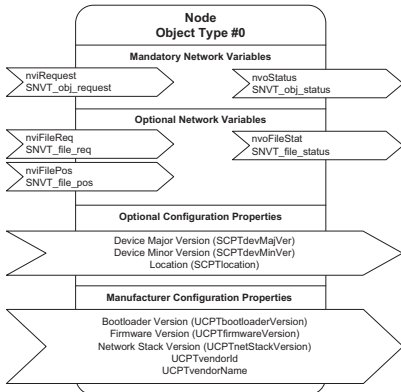 Node
Object Type #0
Mandatory Network Variables
nviRequest
SNVT_obj_request
nvoStatus
SNVT_obj_status
Optional Network Variables
nviFileReq
SNVT_file_req
nvoFileStat
SNVT_file_status
nviFilePos
SNVT_file_pos
Optional Configuration Properties
Device Major Version (SCPTdevMajVer)
Device Minor Version (SCPTdevMinVer)
Location (SCPTlocation)
Manufacturer Configuration Properties
Bootloader Version (UCPTbootloaderVersion)
Firmware Version (UCPTfirmwareVersion)
Network Stack Version (UCPTnetStackVersion)
UCPTvendorId
UCPTvendorName